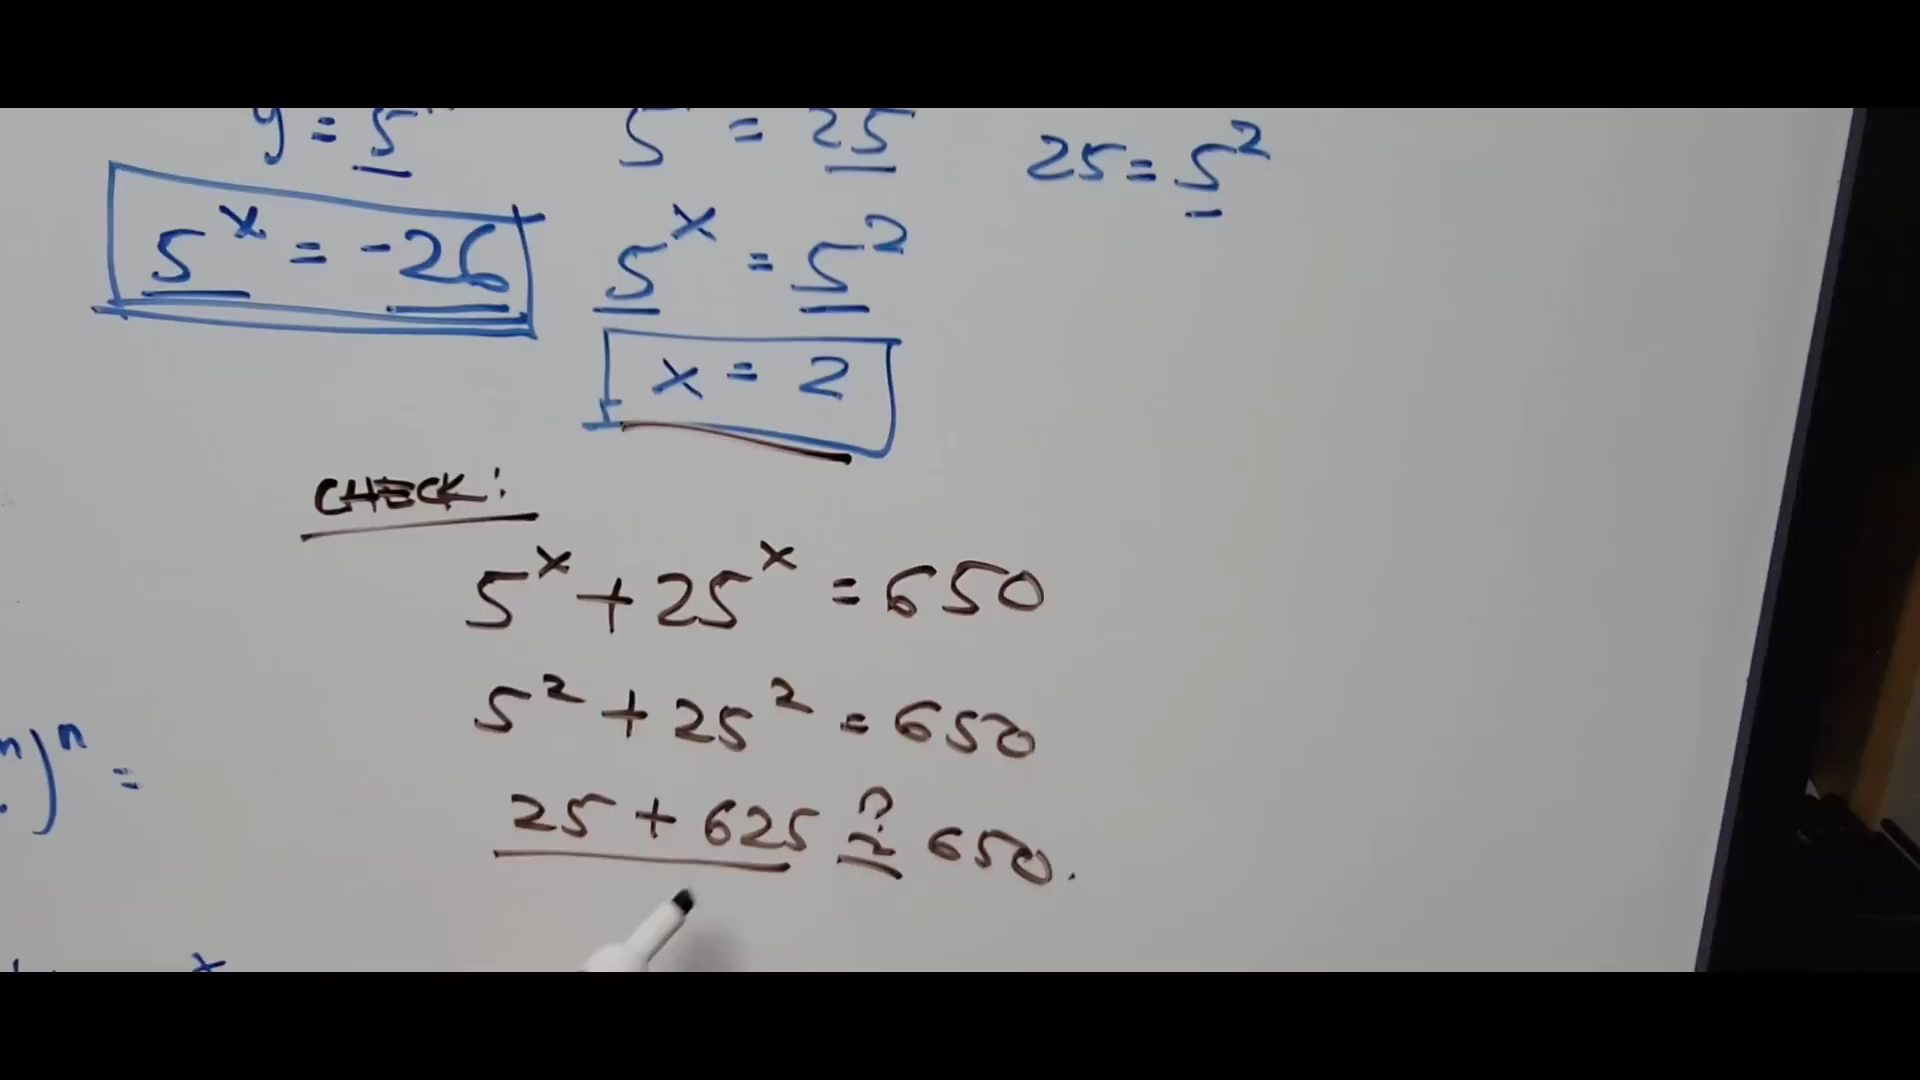 y = 5
5 = 25
25 = 5²
5ˣ = -26
5ˣ = 5²
x = 2
CHECK:
5ˣ + 25ˣ = 650
5² + 25² = 650
25 + 625 ≟ 650.
)ⁿ =